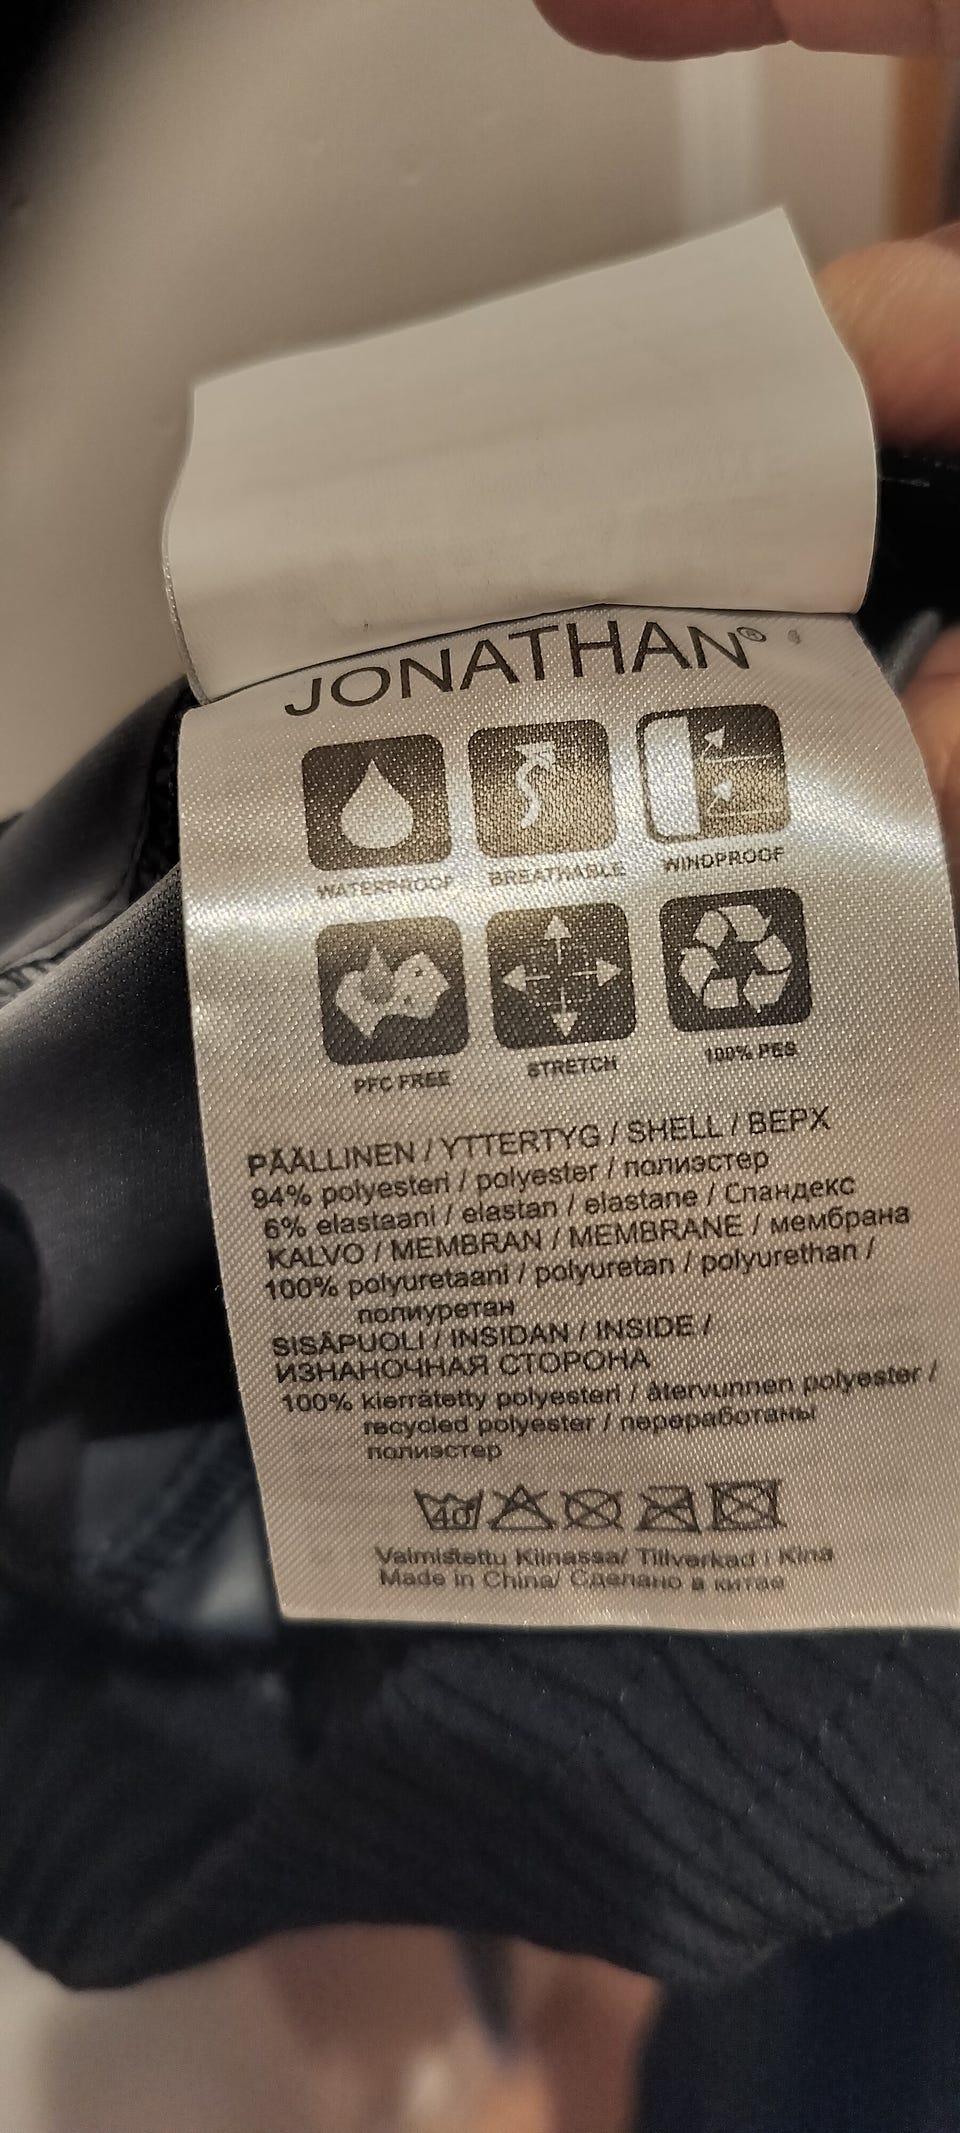 JONATHAN®
WATERPROOF BREATHABLE WINDPROOF
PFC FREE STRETCH 100% PES
PÄÄLLINEN / YTTERTYG / SHELL / ВЕРХ
94% polyesteri / polyester / полиэстер
6% elastaani / elastan / elastane / Спандекс
KALVO / MEMBRAN / MEMBRANE / мембрана
100% polyuretaani / polyuretan / polyurethan /
полиуретан
SISÄPUOLI / INSIDAN / INSIDE /
ИЗНАНОЧНАЯ СТОРОНА
100% kierrätetty polyesteri / återvunnen polyester /
recycled polyester / переработаны
полиэстер
40
Valmistettu Kiinassa/ Tillverkad i Kina
Made in China/ Сделано в китае